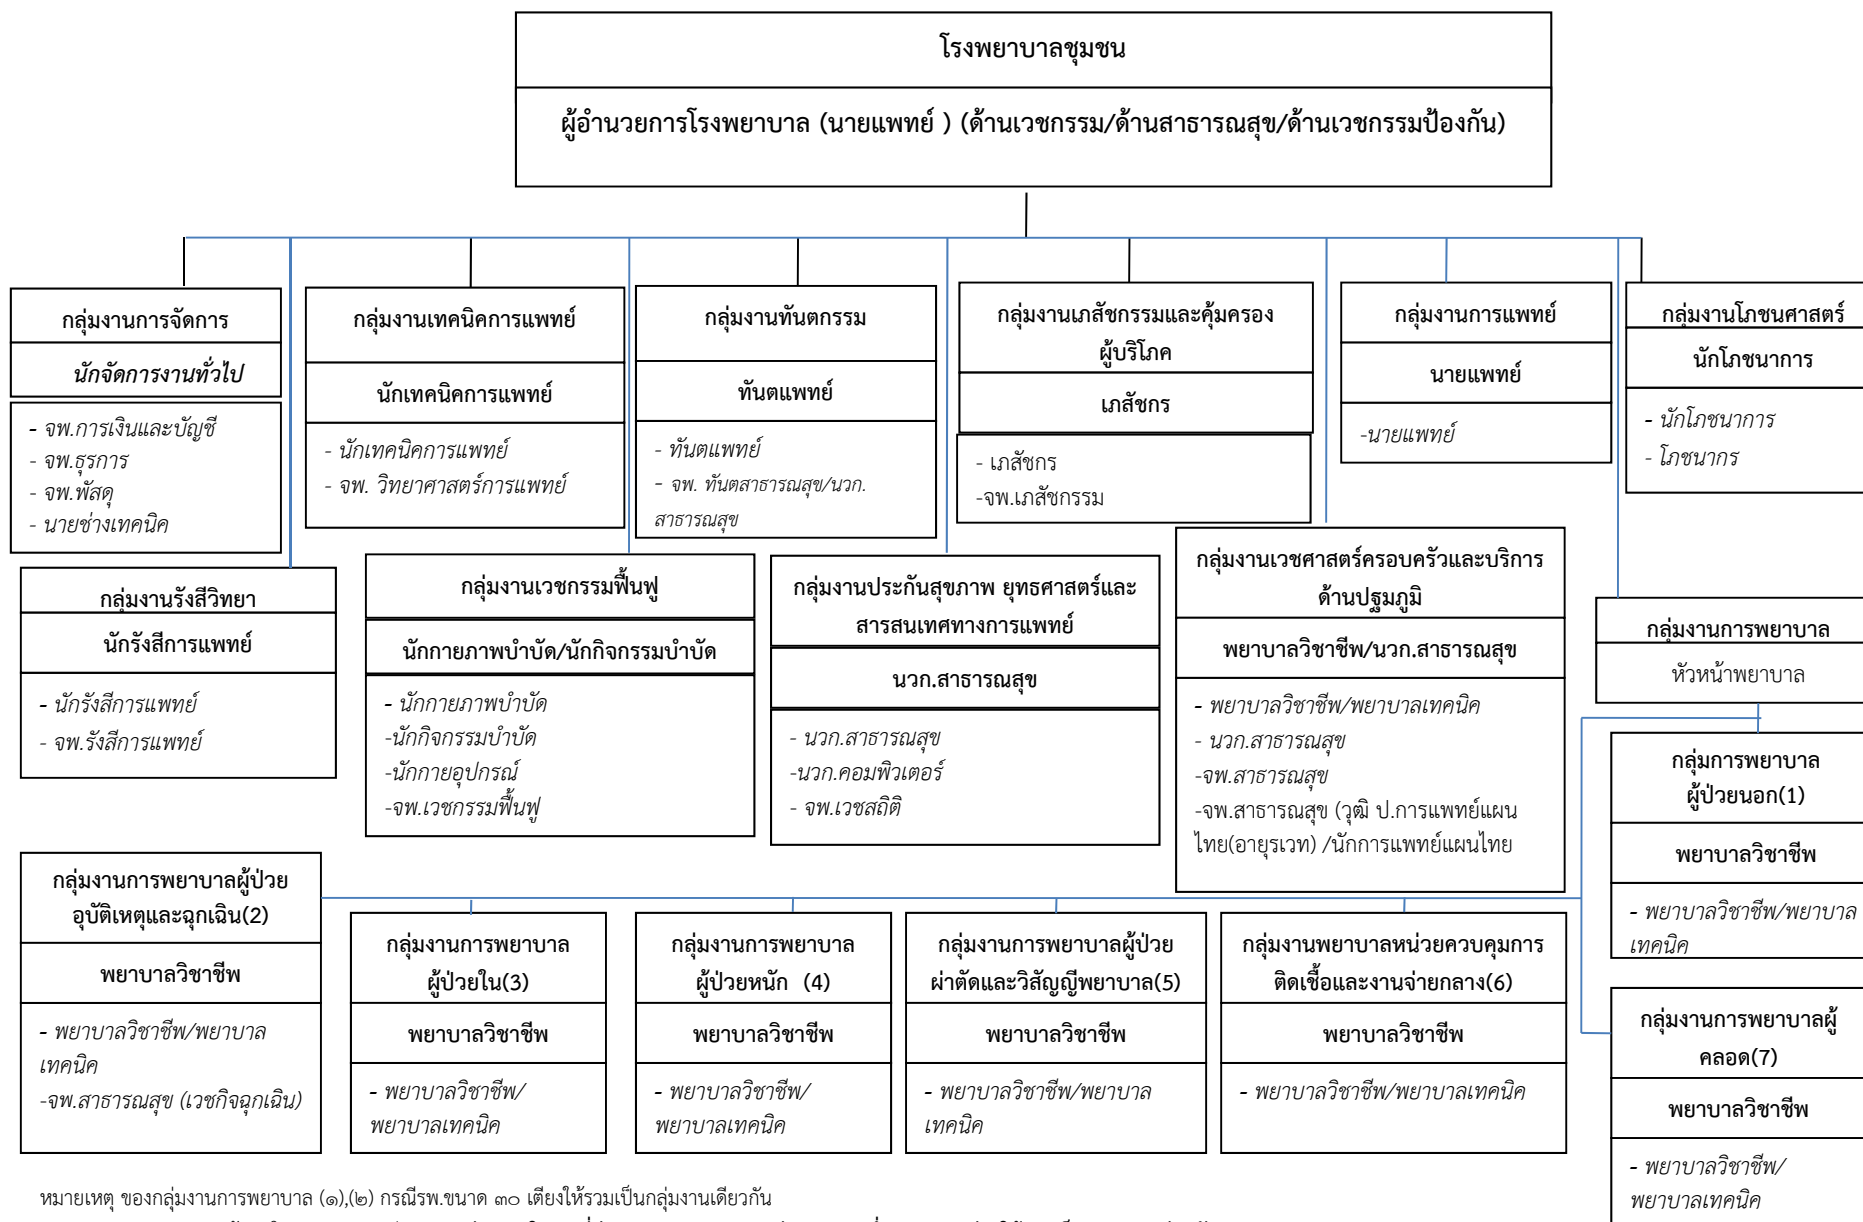 โรงพยาบาลชุมชน
ผู้อำนวยการโรงพยาบาล (นายแพทย์ ) (ด้านเวชกรรม/ด้านสาธารณสุข/ด้านเวชกรรมป้องกัน)
กลุ่มงานการจัดการ
นักจัดการงานทั่วไป
- จพ.การเงินและบัญชี
- จพ.ธุรการ
- จพ.พัสดุ
- นายช่างเทคนิค
กลุ่มงานเทคนิคการแพทย์
นักเทคนิคการแพทย์
- นักเทคนิคการแพทย์
- จพ. วิทยาศาสตร์การแพทย์
กลุ่มงานทันตกรรม
ทันตแพทย์
- ทันตแพทย์
- จพ. ทันตสาธารณสุข/นวก.
สาธารณสุข
กลุ่มงานเภสัชกรรมและคุ้มครอง
ผู้บริโภค
เภสัชกร
- เภสัชกร
-จพ.เภสัชกรรม
กลุ่มงานการแพทย์
นายแพทย์
-นายแพทย์
กลุ่มงานโภชนศาสตร์
นักโภชนาการ
- นักโภชนาการ
- โภชนากร
กลุ่มงานรังสีวิทยา
นักรังสีการแพทย์
- นักรังสีการแพทย์
- จพ.รังสีการแพทย์
กลุ่มงานเวชกรรมฟื้นฟู
นักกายภาพบำบัด/นักกิจกรรมบำบัด
- นักกายภาพบำบัด
-นักกิจกรรมบำบัด
-นักกายอุปกรณ์
-จพ.เวชกรรมฟื้นฟู
กลุ่มงานประกันสุขภาพ ยุทธศาสตร์และ
สารสนเทศทางการแพทย์
นวก.สาธารณสุข
- นวก.สาธารณสุข
-นวก.คอมพิวเตอร์
- จพ.เวชสถิติ
กลุ่มงานเวชศาสตร์ครอบครัวและบริการ
ด้านปฐมภูมิ
พยาบาลวิชาชีพ/นวก.สาธารณสุข
- พยาบาลวิชาชีพ/พยาบาลเทคนิค
- นวก.สาธารณสุข
-จพ.สาธารณสุข
-จพ.สาธารณสุข (วุฒิ ป.การแพทย์แผน
ไทย(อายุรเวท) /นักการแพทย์แผนไทย
กลุ่มงานการพยาบาล
หัวหน้าพยาบาล
กลุ่มการพยาบาล
ผู้ป่วยนอก(1)
พยาบาลวิชาชีพ
- พยาบาลวิชาชีพ/พยาบาล
เทคนิค
กลุ่มงานการพยาบาลผู้ป่วย
อุบัติเหตุและฉุกเฉิน(2)
พยาบาลวิชาชีพ
- พยาบาลวิชาชีพ/พยาบาล
เทคนิค
-จพ.สาธารณสุข (เวชกิจฉุกเฉิน)
กลุ่มงานการพยาบาล
ผู้ป่วยใน(3)
พยาบาลวิชาชีพ
- พยาบาลวิชาชีพ/
พยาบาลเทคนิค
กลุ่มงานการพยาบาล
ผู้ป่วยหนัก (4)
พยาบาลวิชาชีพ
- พยาบาลวิชาชีพ/
พยาบาลเทคนิค
กลุ่มงานการพยาบาลผู้ป่วย
ผ่าตัดและวิสัญญีพยาบาล(5)
พยาบาลวิชาชีพ
- พยาบาลวิชาชีพ/พยาบาล
เทคนิค
กลุ่มงานพยาบาลหน่วยควบคุมการ
ติดเชื้อและงานจ่ายกลาง(6)
พยาบาลวิชาชีพ
- พยาบาลวิชาชีพ/พยาบาลเทคนิค
กลุ่มงานการพยาบาลผู้
คลอด(7)
พยาบาลวิชาชีพ
- พยาบาลวิชาชีพ/
พยาบาลเทคนิค
หมายเหตุ ของกลุ่มงานการพยาบาล (๑),(๒) กรณีรพ.ขนาด ๓๐ เตียงให้รวมเป็นกลุ่มงานเดียวกัน